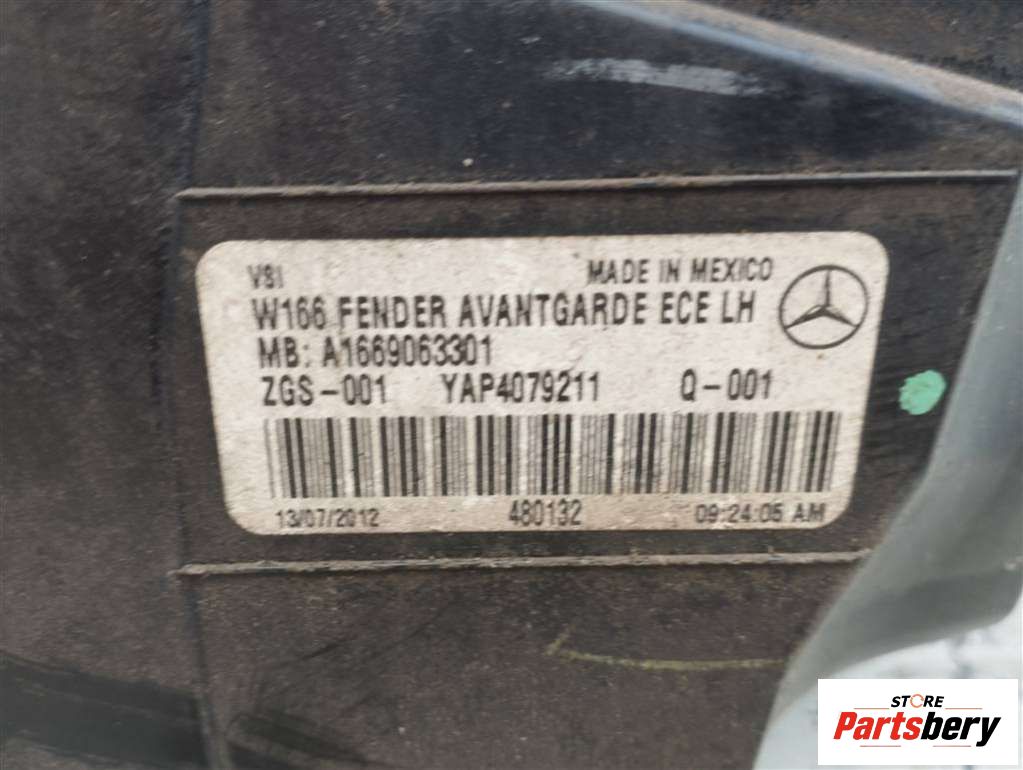 V8I MADE IN MEXICO
W166 FENDER AVANTGARDE ECE LH
MB: A1669063301
ZGS-001 YAP4079211 Q-001
13/07/2012 480132 09:24:05 AM
STORE
Partsbery